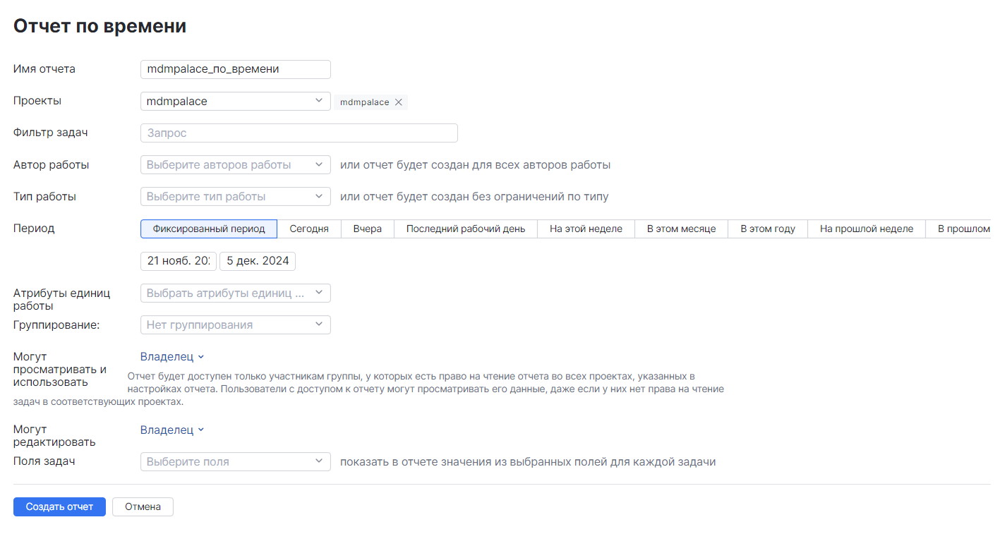 Отчет по времени
Имя отчета
mdmpalace_по_времени
Проекты
mdmpalace
mdmpalace
Фильтр задач
Запрос
Автор работы
Выберите авторов работы
или отчет будет создан для всех авторов работы
Тип работы
Выберите тип работы
или отчет будет создан без ограничений по типу
Период
Фиксированный период
Сегодня
Вчера
Последний рабочий день
На этой неделе
В этом месяце
В этом году
На прошлой неделе
В прошлом
21 нояб. 202
5 дек. 2024
Атрибуты единиц
работы
Выбрать атрибуты единиц ...
Группирование:
Нет группирования
Могут
просматривать и
использовать
Владелец
Отчет будет доступен только участникам группы, у которых есть право на чтение отчета во всех проектах, указанных в
настройках отчета. Пользователи с доступом к отчету могут просматривать его данные, даже если у них нет права на чтение
задач в соответствующих проектах.
Могут
редактировать
Владелец
Поля задач
Выберите поля
показать в отчете значения из выбранных полей для каждой задачи
Создать отчет
Отмена